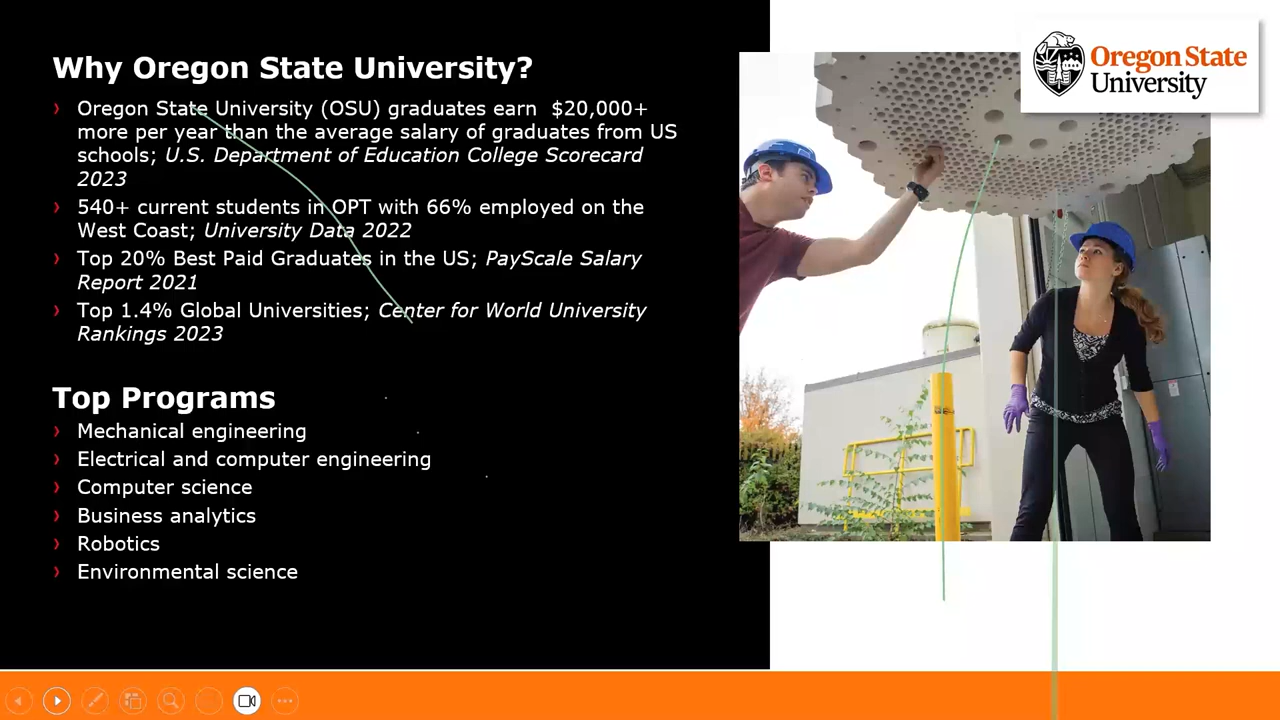 Why Oregon State University?
› Oregon State University (OSU) graduates earn  $20,000+
more per year than the average salary of graduates from US
schools; U.S. Department of Education College Scorecard
2023
› 540+ current students in OPT with 66% employed on the
West Coast; University Data 2022
› Top 20% Best Paid Graduates in the US; PayScale Salary
Report 2021
› Top 1.4% Global Universities; Center for World University
Rankings 2023
Top Programs
› Mechanical engineering
› Electrical and computer engineering
› Computer science
› Business analytics
› Robotics
› Environmental science
Oregon State
University